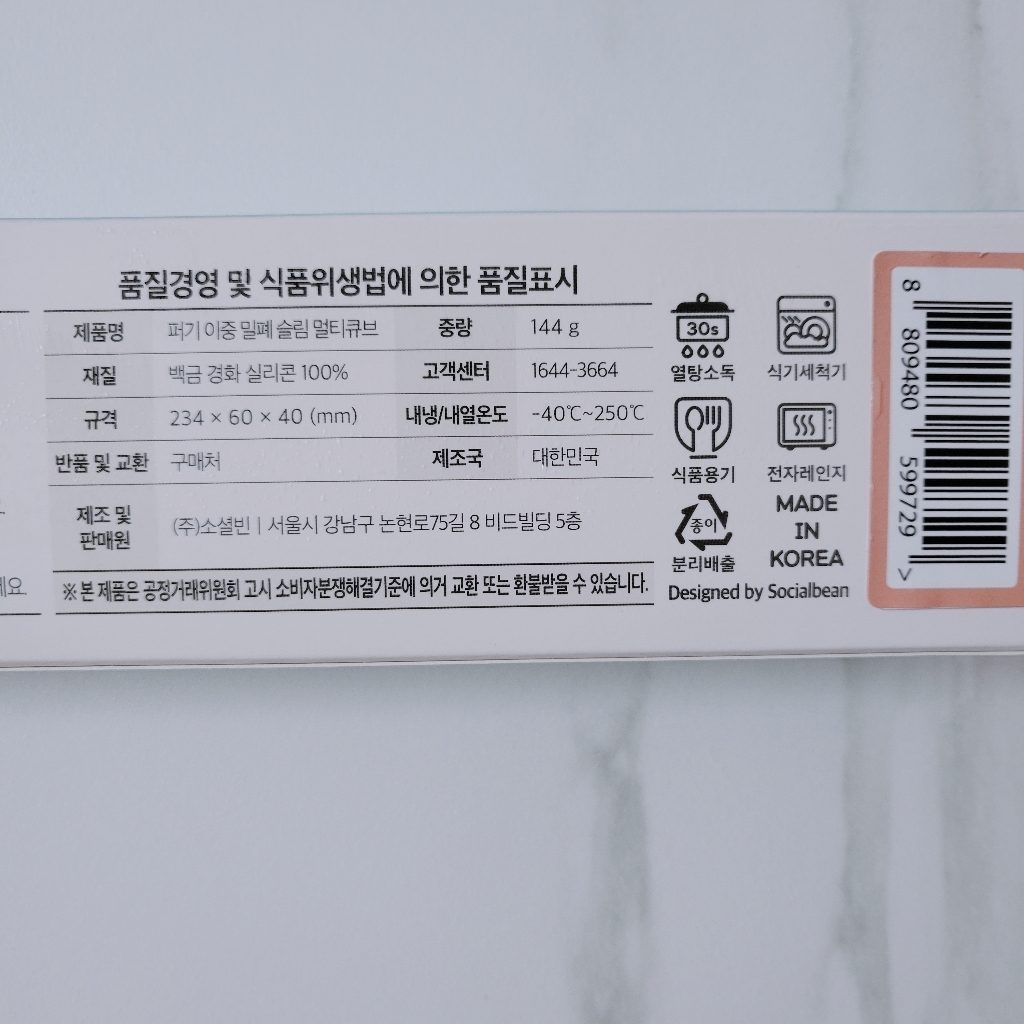 품질경영 및 식품위생법에 의한 품질표시
제품명 퍼기 이중 밀폐 슬림 멀티큐브 중량 144 g
재질 백금 경화 실리콘 100% 고객센터 1644-3664
규격 234 × 60 × 40 (mm) 내냉/내열온도 -40℃~250℃
반품 및 교환 구매처 제조국 대한민국
제조 및
판매원
(주)소셜빈 | 서울시 강남구 논현로75길 8 비드빌딩 5층
※ 본 제품은 공정거래위원회 고시 소비자분쟁해결기준에 의거 교환 또는 환불받을 수 있습니다.
요.
30s
열탕소독 식기세척기
식품용기 전자레인지
종이
분리배출
MADE
IN
KOREA
Designed by Socialbean
8 809480 599729 >